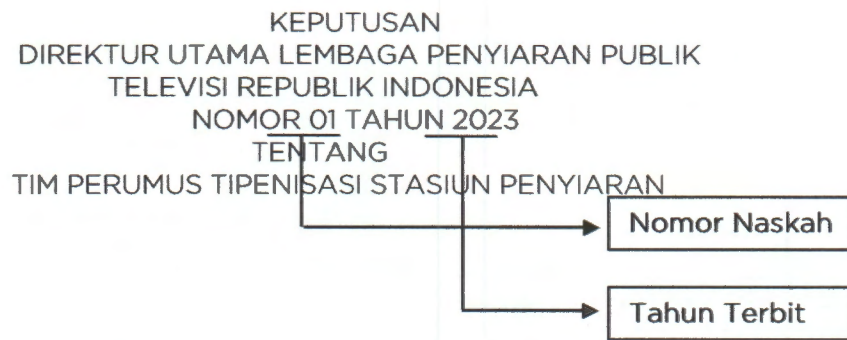 KEPUTUSAN
DIREKTUR UTAMA LEMBAGA PENYIARAN PUBLIK
TELEVISI REPUBLIK INDONESIA
NOMOR 01 TAHUN 2023
TENTANG
TIM PERUMUS TIPENISASI STASIUN PENYIARAN
Nomor Naskah
Tahun Terbit